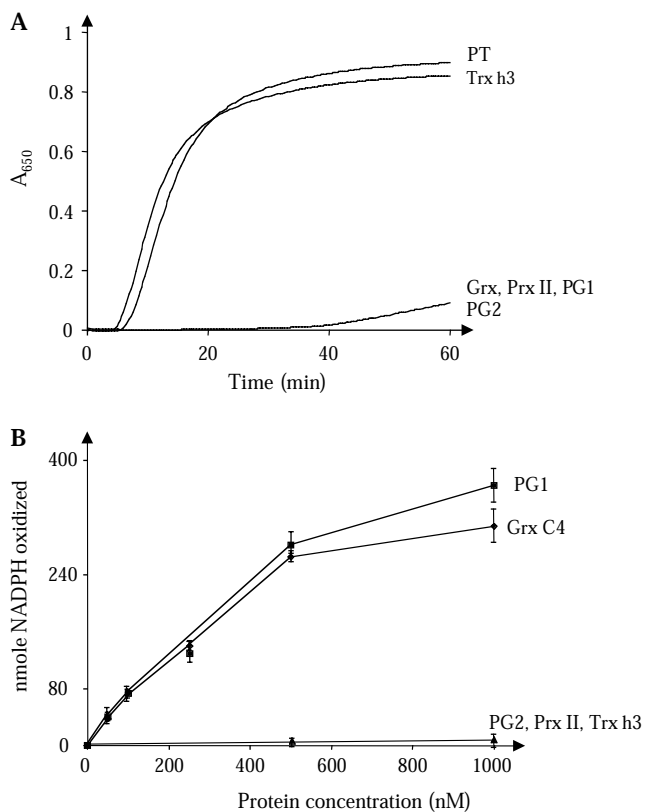 A
1
PT
Trx h3
0.8
0.6
A650
0.4
0.2
Grx, Prx II, PG1
PG2
0
0 20 40 60
Time (min)
B
400
PG1
Grx C4
nmole NADPH oxidized
240
80
PG2, Prx II, Trx h3
0
0 200 400 600 800 1000
Protein concentration (nM)